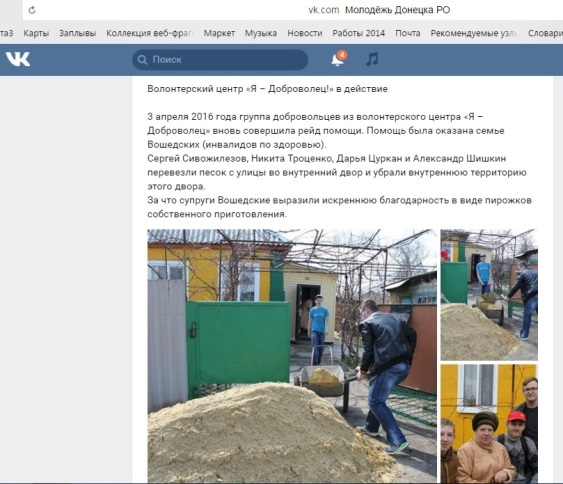 vk.com Молодёжь Донецка РО
та3 Карты Заплывы Коллекция веб-фраг Маркет Музыка Новости Работы 2014 Почта Рекомендуемые узл Словари
Поиск
4
Волонтерский центр «Я – Доброволец!» в действие
3 апреля 2016 года группа добровольцев из волонтерского центра «Я –
Доброволец» вновь совершила рейд помощи. Помощь была оказана семье
Вошедских (инвалидов по здоровью).
Сергей Сивожилезов, Никита Троценко, Дарья Цуркан и Александр Шишкин
перевезли песок с улицы во внутренний двор и убрали внутреннюю территорию
этого двора.
За что супруги Вошедские выразили искреннюю благодарность в виде пирожков
собственного приготовления.